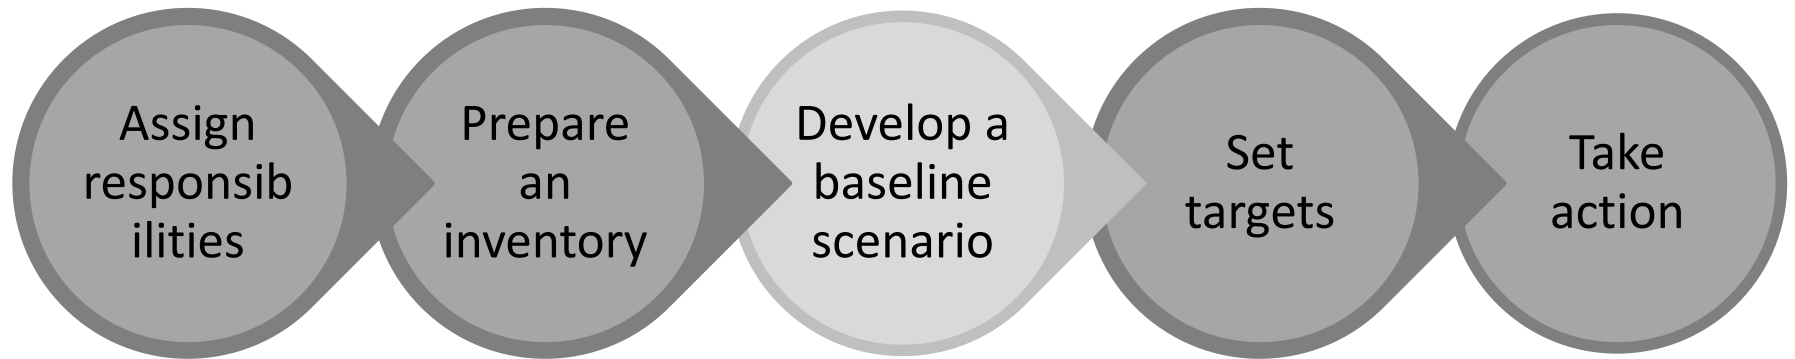 Assign
responsib
ilities
Prepare
an
inventory
Develop a
baseline
scenario
Set
targets
Take
action